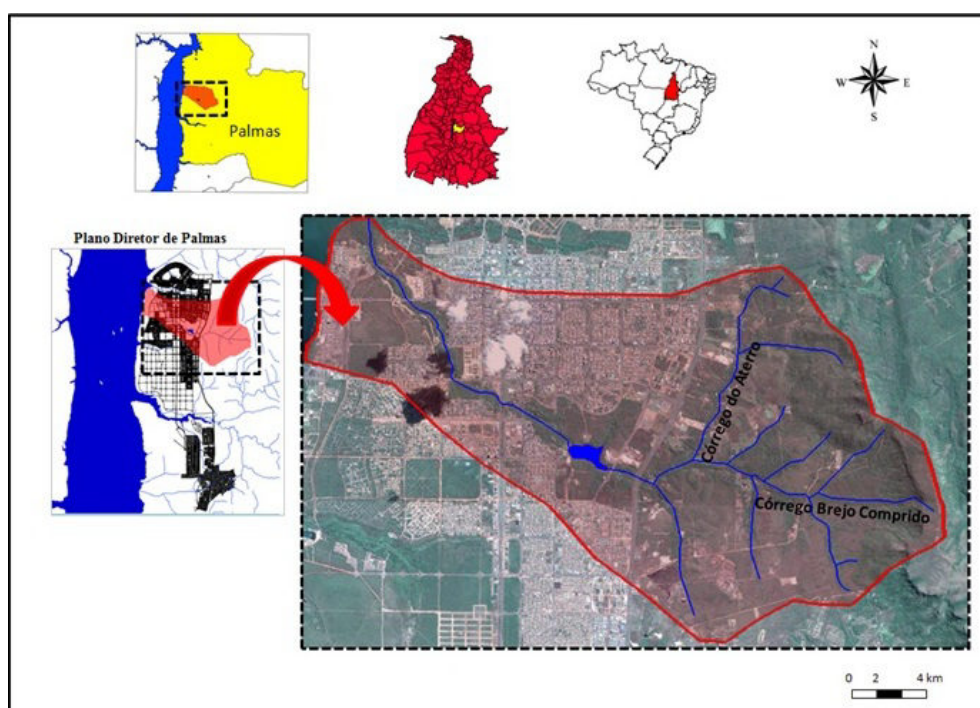 Palmas
N
W E
S
Plano Diretor de Palmas
Córrego do Aterro
Córrego Brejo Comprido
0 2 4 km